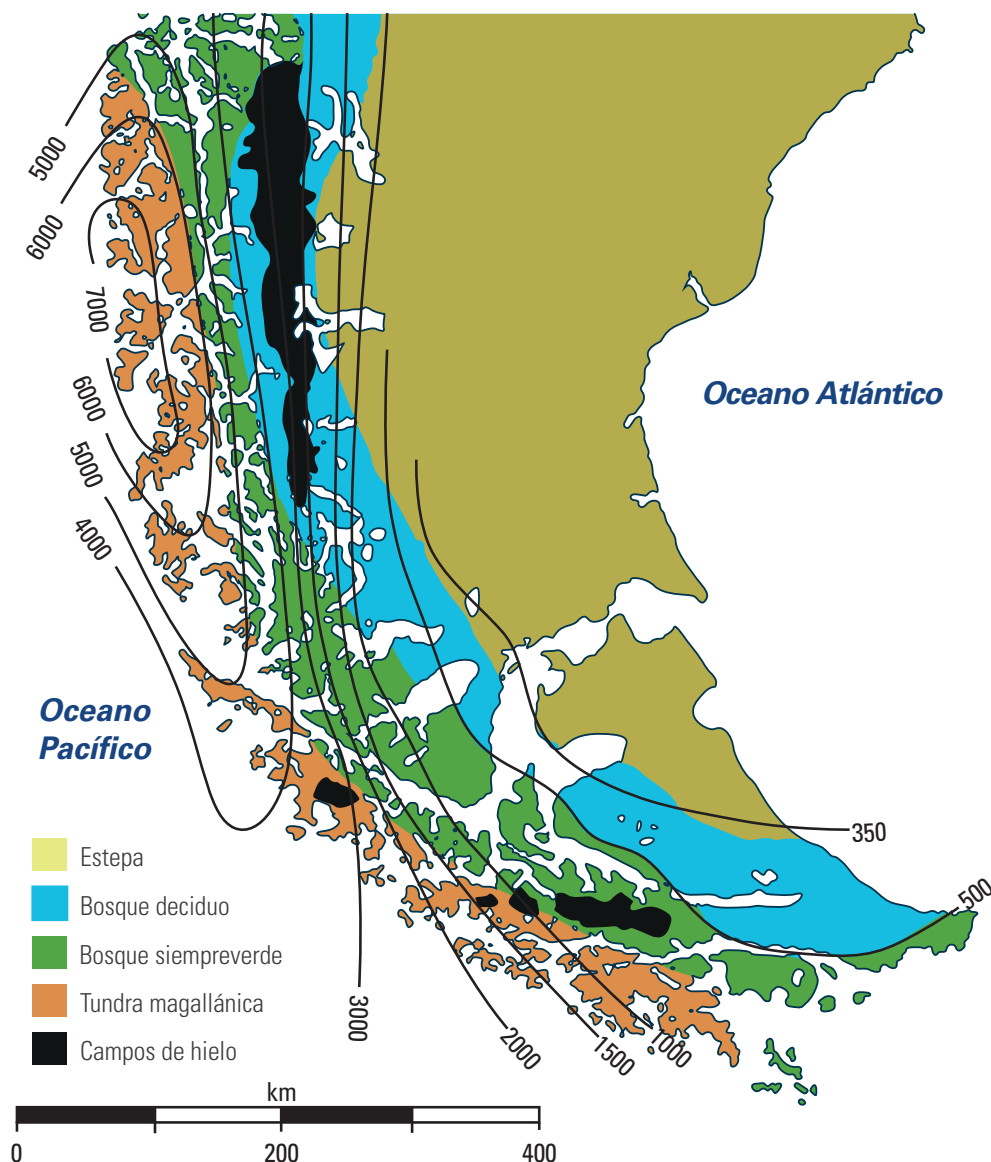 5000
6000
7000
6000
5000
4000
Oceano Atlántico
Oceano
Pacífico
350
500
Estepa
Bosque deciduo
Bosque siempreverde
Tundra magallánica
Campos de hielo
3000
2000
1500
1000
km
0 200 400